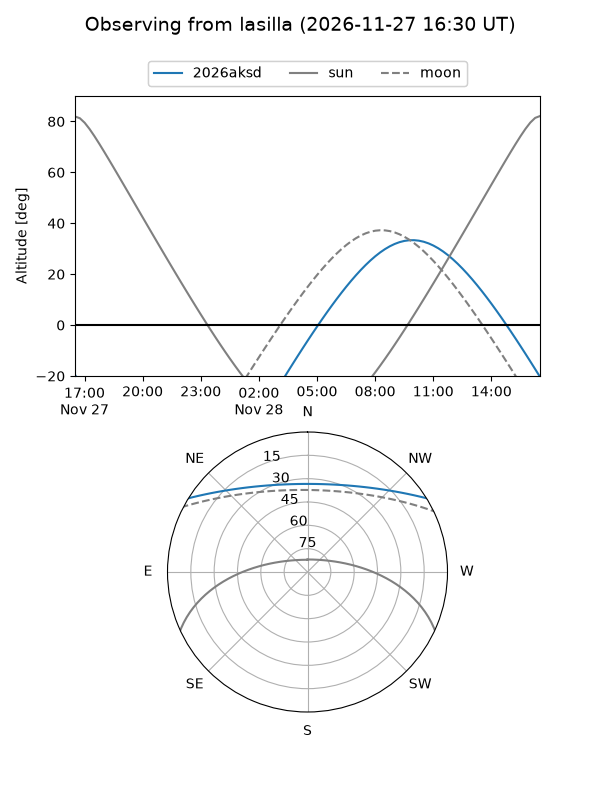 Observing from lasilla (2026-11-27 16:30 UT)
2026aksd sun moon
Altitude [deg]
80
60
40
20
0
−20
17:00 20:00 23:00 02:00 05:00 08:00 11:00 14:00
Nov 27 Nov 28
N
NE NW
15
30
45
60
75
E W
SE SW
S